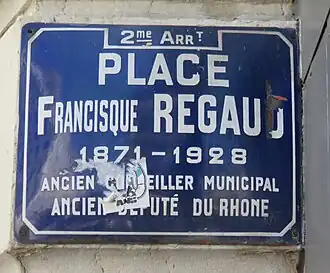 2me ARRT
PLACE
FRANCISQUE REGAUD
1871-1928
ANCIEN CONSEILLER MUNICIPAL
ANCIEN DÉPUTÉ DU RHONE